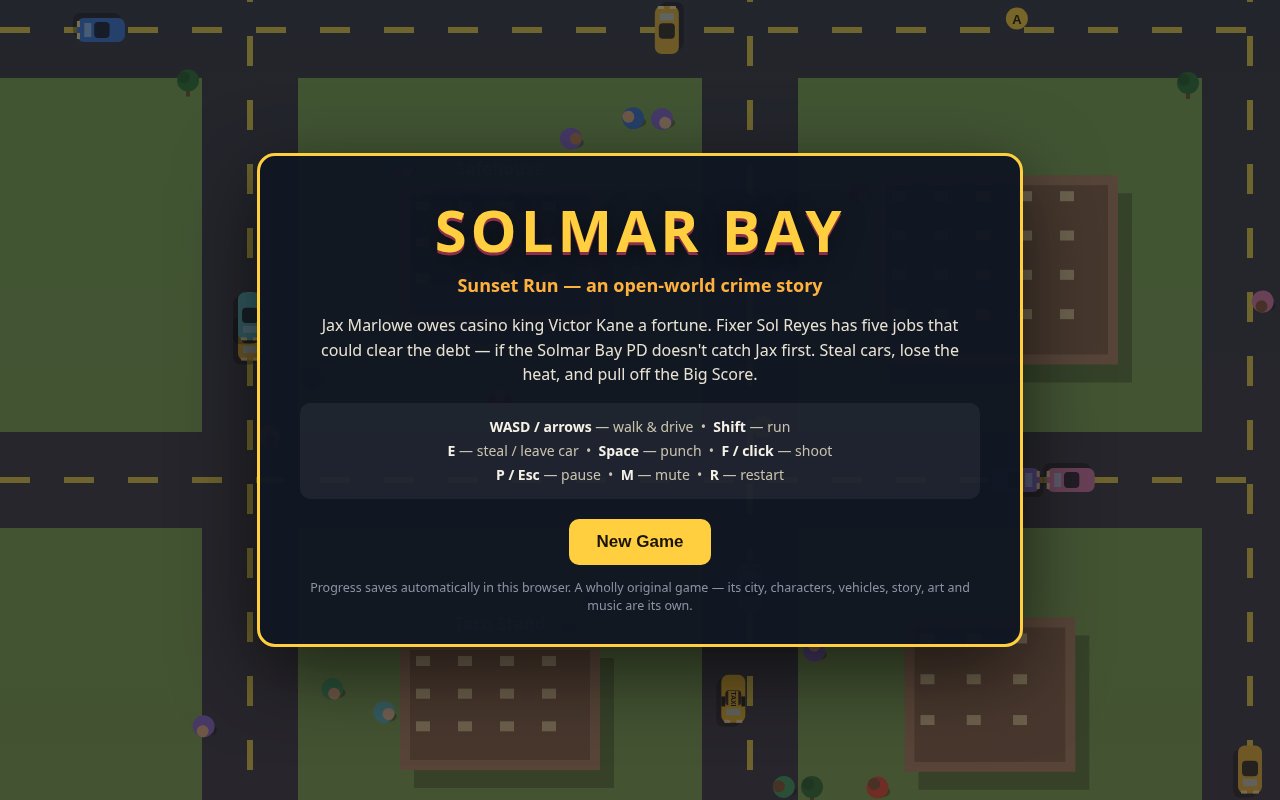 A
SOLMAR BAY
Sunset Run — an open-world crime story
Jax Marlowe owes casino king Victor Kane a fortune. Fixer Sol Reyes has five jobs that
could clear the debt — if the Solmar Bay PD doesn't catch Jax first. Steal cars, lose the
heat, and pull off the Big Score.
WASD / arrows — walk & drive • Shift — run
E — steal / leave car • Space — punch • F / click — shoot
P / Esc — pause • M — mute • R — restart
New Game
Progress saves automatically in this browser. A wholly original game — its city, characters, vehicles, story, art and
music are its own.
Taco Stand
TAXI